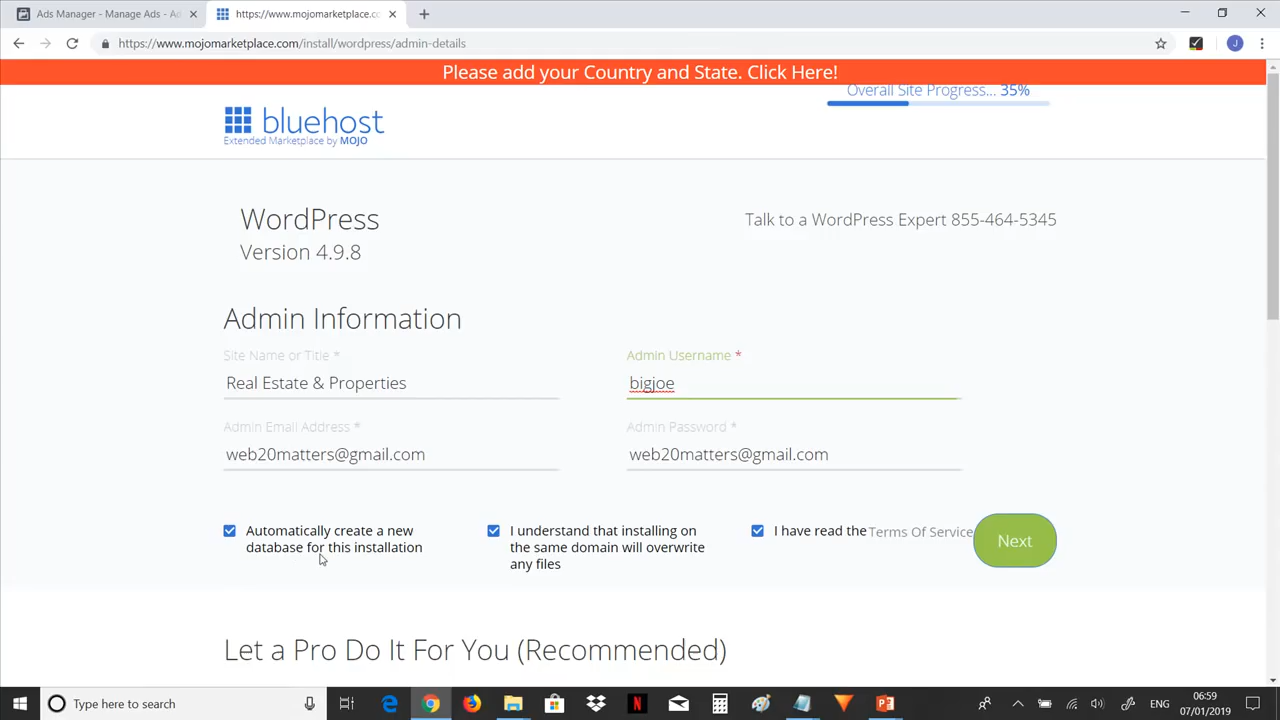 Ads Manager - Manage Ads - Ad
https://www.mojomarketplace.co
https://www.mojomarketplace.com/install/wordpress/admin-details
J
Please add your Country and State. Click Here!
Overall Site Progress... 35%
bluehost
Extended Marketplace by MOJO
WordPress
Version 4.9.8
Talk to a WordPress Expert 855-464-5345
Admin Information
Site Name or Title *
Real Estate & Properties
Admin Username *
bigjoe
Admin Email Address *
web20matters@gmail.com
Admin Password *
web20matters@gmail.com
Automatically create a new
database for this installation
I understand that installing on
the same domain will overwrite
any files
I have read the Terms Of Service
Next
Let a Pro Do It For You (Recommended)
Type here to search
ENG
06:59
07/01/2019